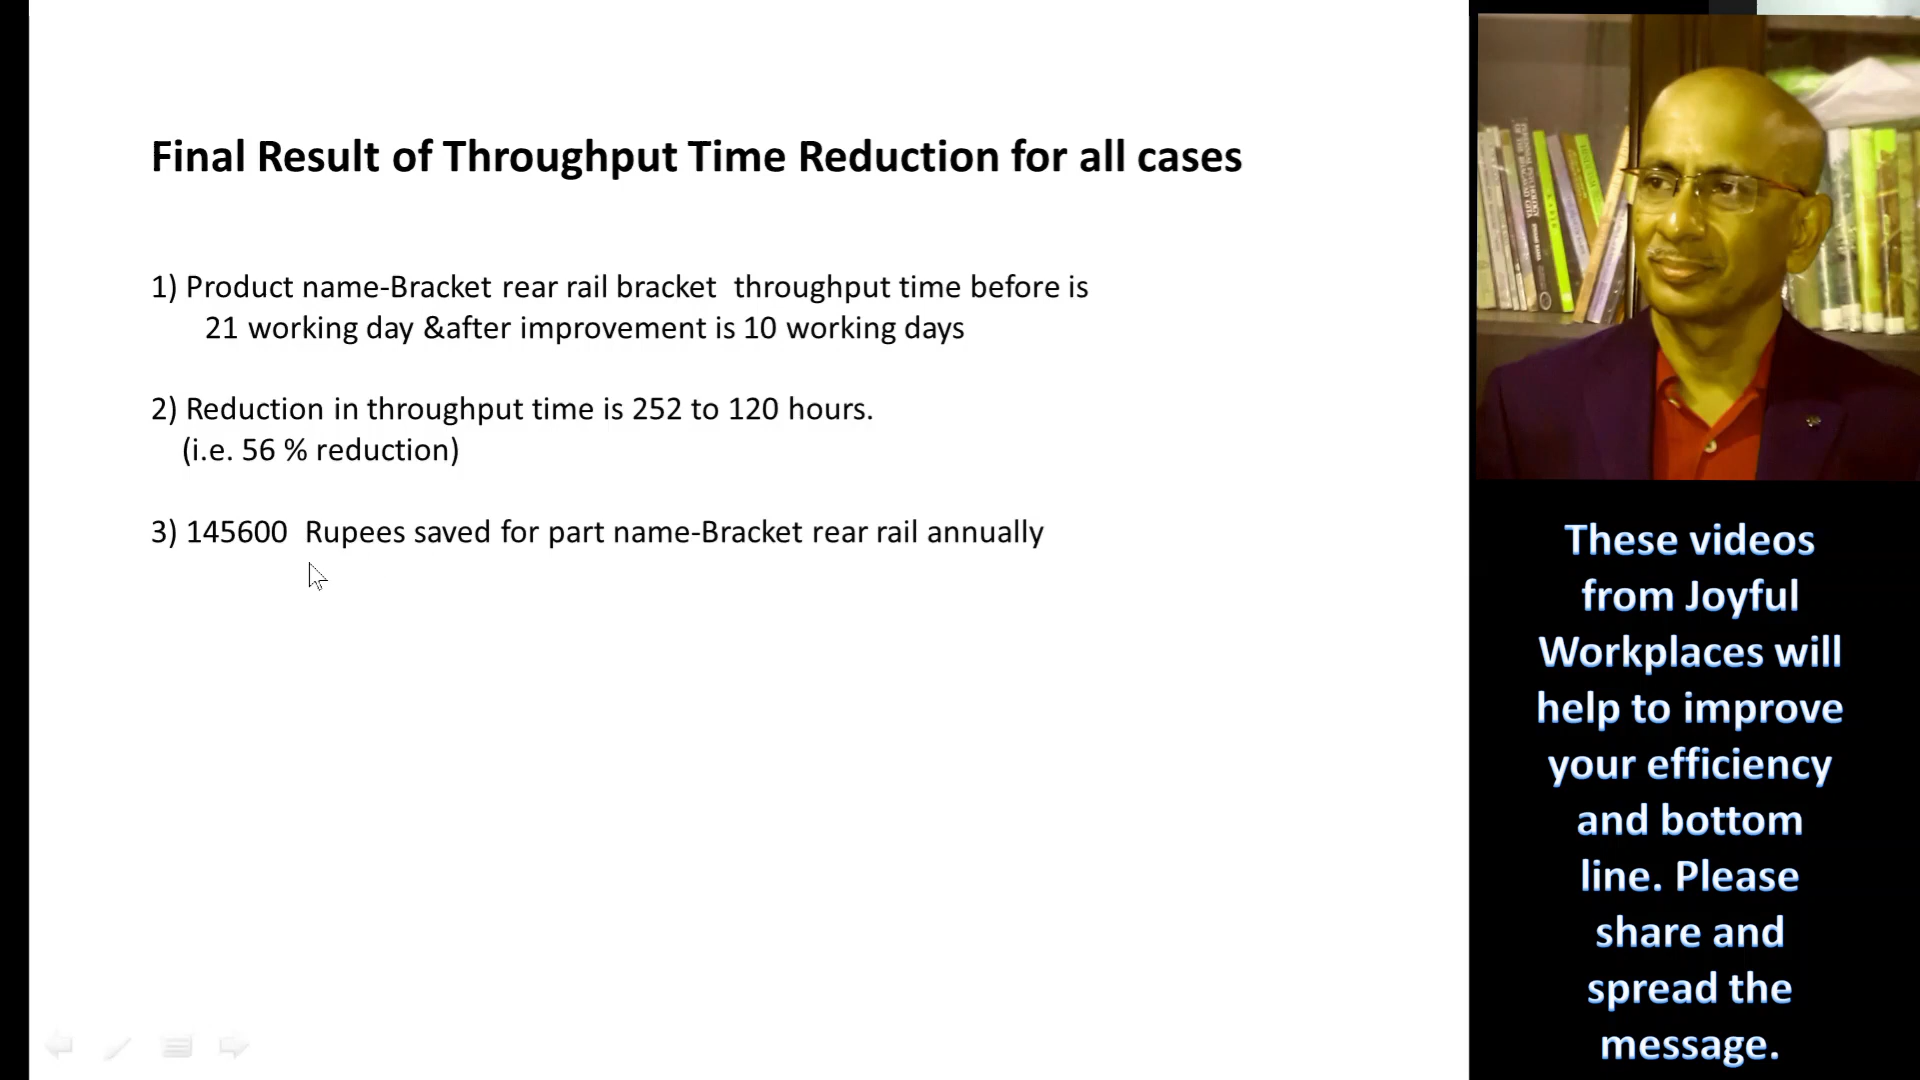 Final Result of Throughput Time Reduction for all cases
1) Product name-Bracket rear rail bracket  throughput time before is
21 working day &after improvement is 10 working days
2) Reduction in throughput time is 252 to 120 hours.
(i.e. 56 % reduction)
3) 145600  Rupees saved for part name-Bracket rear rail annually
These videos
from Joyful
Workplaces will
help to improve
your efficiency
and bottom
line. Please
share and
spread the
message.